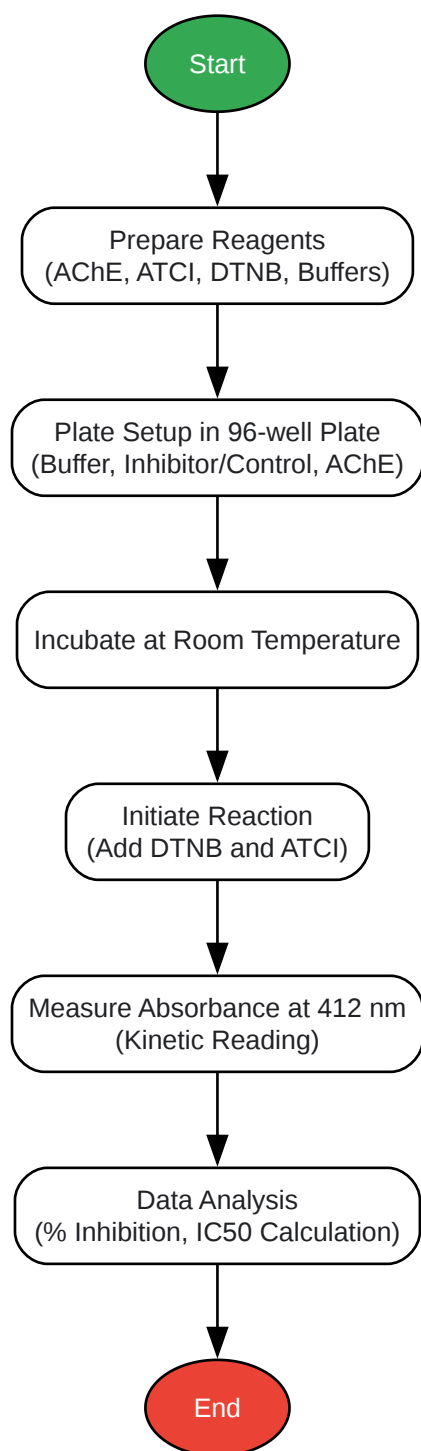 Start
Prepare Reagents
(AChE, ATCI, DTNB, Buffers)
Plate Setup in 96-well Plate
(Buffer, Inhibitor/Control, AChE)
Incubate at Room Temperature
Initiate Reaction
(Add DTNB and ATCI)
Measure Absorbance at 412 nm
(Kinetic Reading)
Data Analysis
(% Inhibition, IC50 Calculation)
End